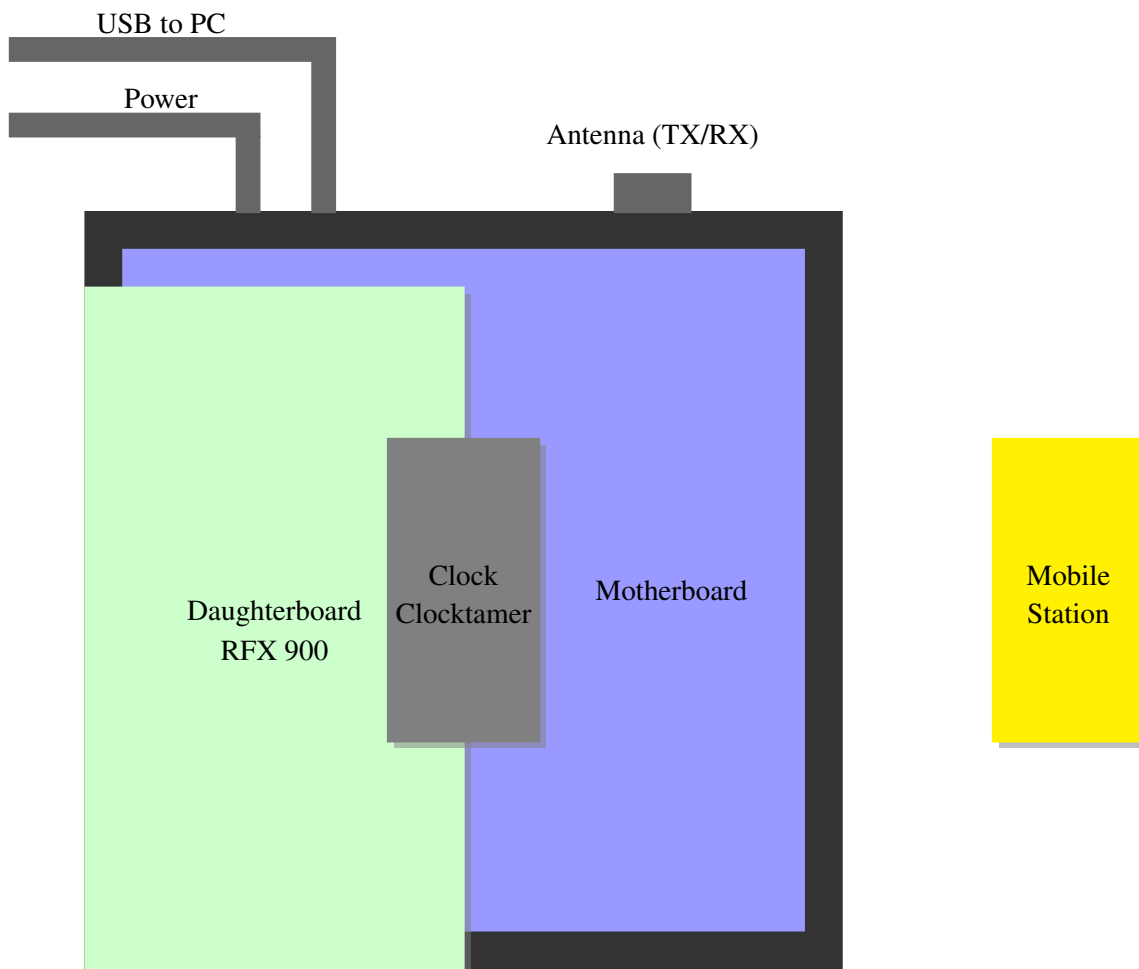 USB to PC
Power
Antenna (TX/RX)
Daughterboard
RFX 900
Clock
Clocktamer
Motherboard
Mobile
Station